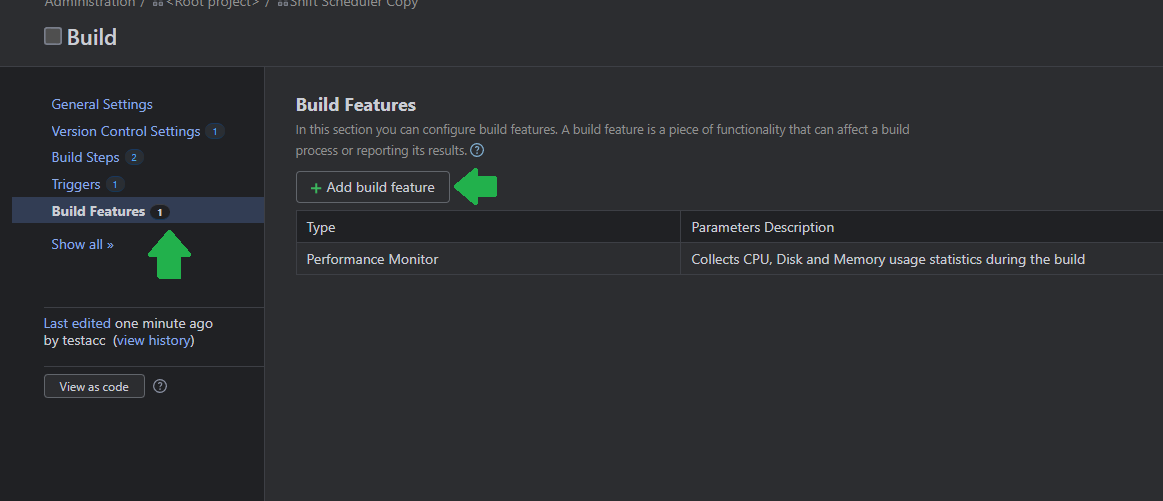 Administration / <Root project> / Shift Scheduler Copy
Build
General Settings
Version Control Settings 1
Build Steps 2
Triggers 1
Build Features 1
Show all »
Last edited one minute ago
by testacc (view history)
View as code ?
Build Features
In this section you can configure build features. A build feature is a piece of functionality that can affect a build
process or reporting its results. ?
+ Add build feature
Type Parameters Description
Performance Monitor Collects CPU, Disk and Memory usage statistics during the build